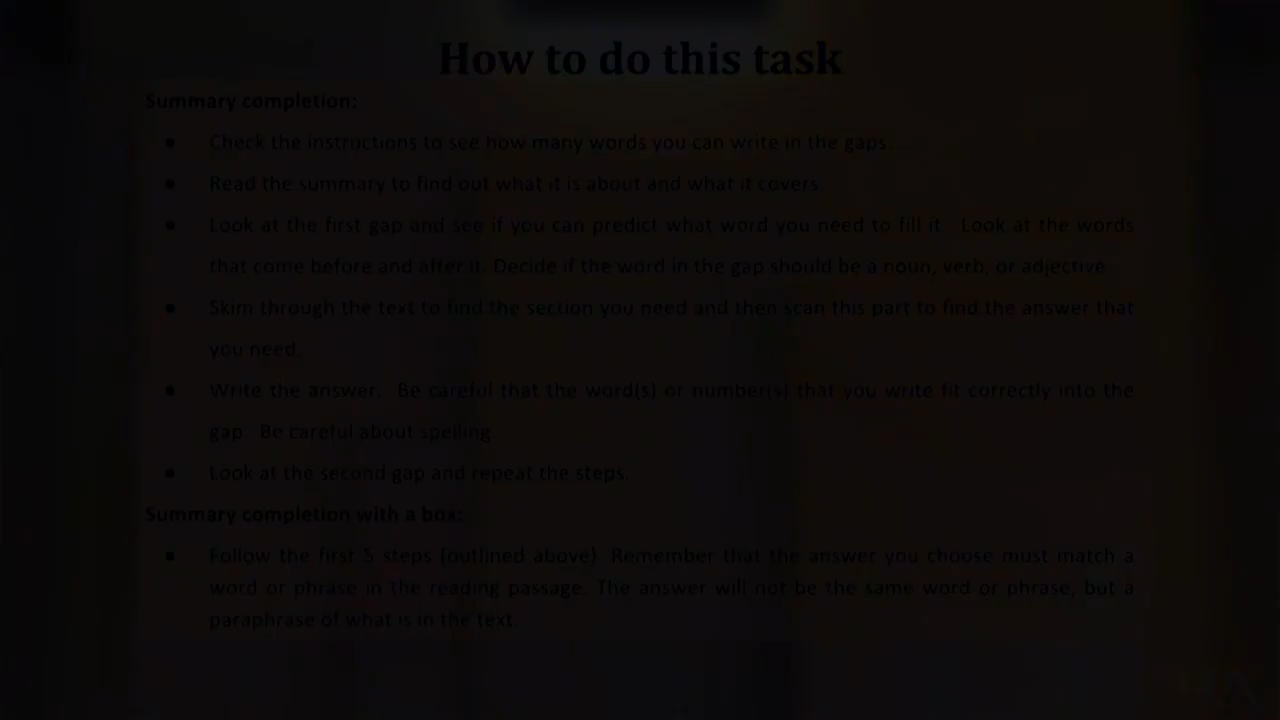 How to do this task
Summary completion:
● Check the instructions to see how many words you can write in the gaps.
● Read the summary to find out what it is about and what it covers.
● Look at the first gap and see if you can predict what word you need to fill it. Look at the words
that come before and after it. Decide if the word in the gap should be a noun, verb, or adjective.
● Skim through the text to find the section you need and then scan this part to find the answer that
you need.
● Write the answer. Be careful that the word(s) or number(s) that you write fit correctly into the
gap. Be careful about spelling.
● Look at the second gap and repeat the steps.
Summary completion with a box:
● Follow the first 5 steps (outlined above). Remember that the answer you choose must match a
word or phrase in the reading passage. The answer will not be the same word or phrase, but a
paraphrase of what is in the text.